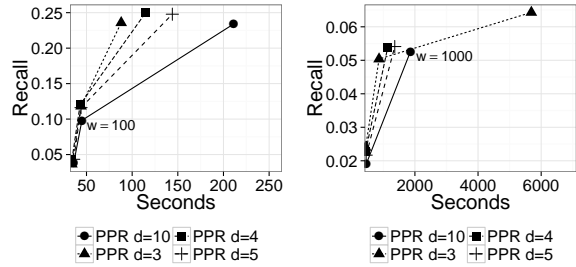 0.25
0.20
0.15
0.10
0.05
Recall
w = 100
50 100 150 200 250
Seconds
PPR d=10 PPR d=4
PPR d=3 PPR d=5
0.06
0.05
0.04
0.03
0.02
Recall
w = 1000
2000 4000 6000
Seconds
PPR d=10 PPR d=4
PPR d=3 PPR d=5